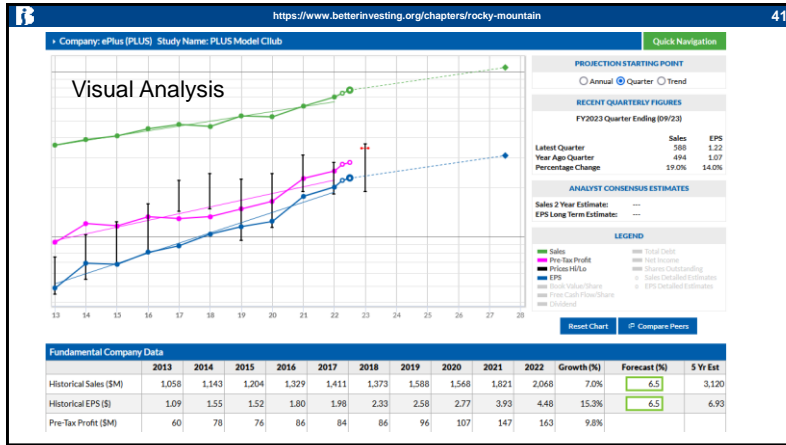 https://www.betterinvesting.org/chapters/rocky-mountain 41
Company: ePlus (PLUS) Study Name: PLUS Model Cllub Quick Navigation
Visual Analysis
13 14 15 16 17 18 19 20 21 22 23 24 25 26 27 28
PROJECTION STARTING POINT
Annual Quarter Trend
RECENT QUARTERLY FIGURES
FY2023 Quarter Ending (09/23)
Sales EPS
Latest Quarter 588 1.22
Year Ago Quarter 494 1.07
Percentage Change 19.0% 14.0%
ANALYST CONSENSUS ESTIMATES
Sales 2 Year Estimate: ---
EPS Long Term Estimate: ---
LEGEND
Sales Total Debt
Pre-Tax Profit Net Income
Prices Hi/Lo Shares Outstanding
EPS Sales Detailed Estimates
Book Value/Share EPS Detailed Estimates
Free Cash Flow/Share
Dividend
Reset Chart Compare Peers
Fundamental Company Data
2013 2014 2015 2016 2017 2018 2019 2020 2021 2022 Growth (%) Forecast (%) 5 Yr Est
Historical Sales ($M) 1,058 1,143 1,204 1,329 1,411 1,373 1,588 1,568 1,821 2,068 7.0% 6.5 3,120
Historical EPS ($) 1.09 1.55 1.52 1.80 1.98 2.33 2.58 2.77 3.93 4.48 15.3% 6.5 6.93
Pre-Tax Profit ($M) 60 78 76 86 84 86 96 107 147 163 9.8%